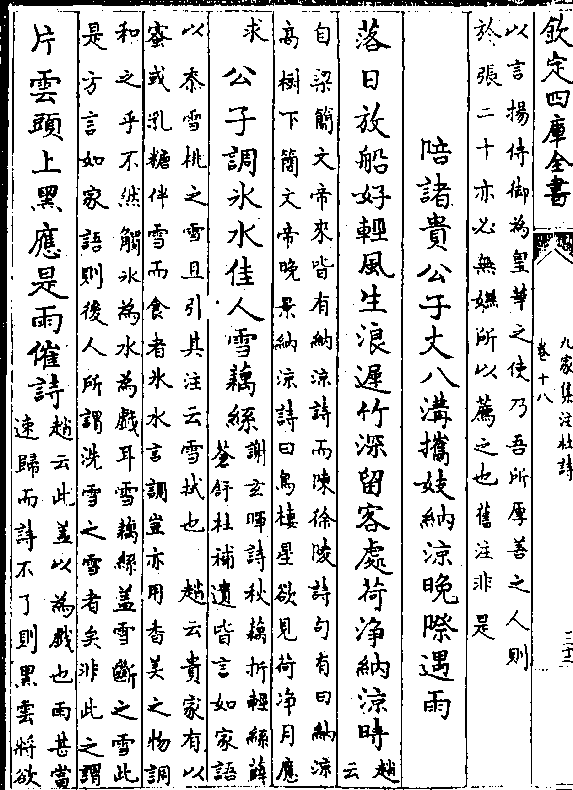 欽定四庫全書
九家集注杜詩
卷十八
以言揚侍御為皇華之使乃吾所厚善之人則
於張二十亦必無嫌所以薦之也舊注非是
陪諸貴公子丈八溝攜妓納涼晚際遇雨
落日放船好輕風生浪遲竹深留客處荷浄納涼時趙云
自梁簡文帝來皆有納涼詩而陳徐陵詩句有曰納涼
高樹下簡文帝晚景納涼詩曰鳥棲星欲見荷浄月應
求
公子調氷水佳人雪藕絲
謝玄暉詩秋藕折輕絲薛
蒼舒杜補遺皆言如家語
以黍雪桃之雪且引其注云雪拭也 趙云貴家有以
蜜或乳糖伴雪而食者氷水言調豈亦用香美之物調
和之乎不然觧氷為水為戲耳雪藕絲盖雪斷之雪此
是方言如家語則後人所謂洗雪之雪者矣非此之謂
片雲頭上黑應是雨催詩
趙云此盖以為戲也雨甚當
速歸而詩不了則黑雲將欲